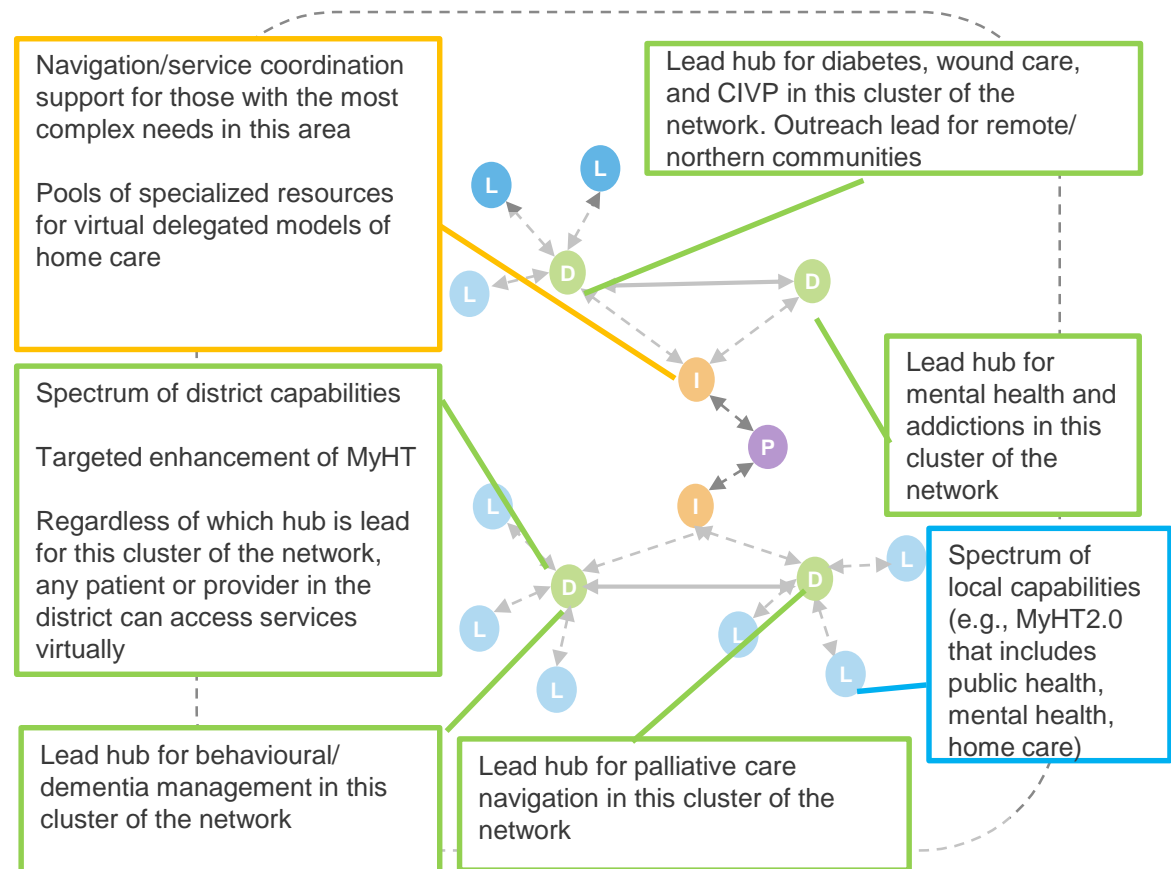 Navigation/service coordination
support for those with the most
complex needs in this area
Pools of specialized resources
for virtual delegated models of
home care
Lead hub for diabetes, wound care,
and CIVP in this cluster of the
network. Outreach lead for remote/
northern communities
L
L
L
D
D
I
P
I
Lead hub for
mental health and
addictions in this
cluster of the
network
Spectrum of district capabilities
Targeted enhancement of MyHT
Regardless of which hub is lead
for this cluster of the network,
any patient or provider in the
district can access services
virtually
L
L
L
D
D
L
L
L
Spectrum of
local capabilities
(e.g., MyHT2.0
that includes
public health,
mental health,
home care)
Lead hub for behavioural/
dementia management in this
cluster of the network
Lead hub for palliative care
navigation in this cluster of the
network